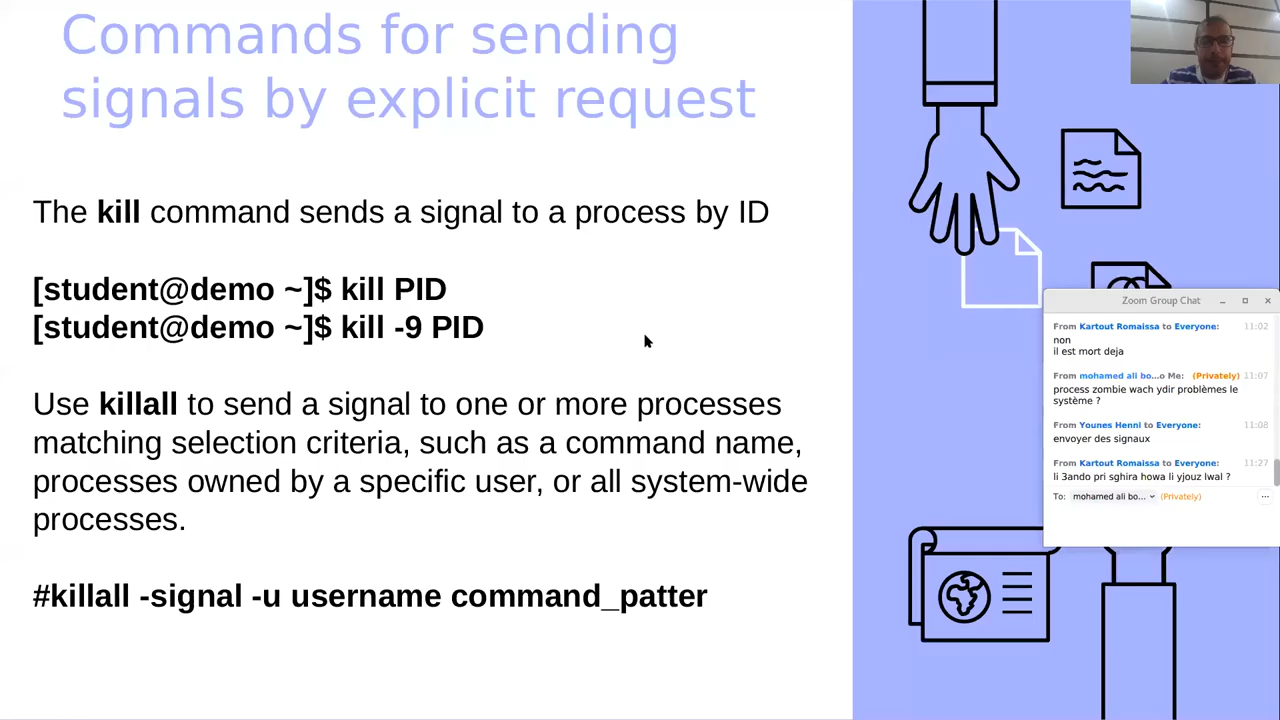 Commands for sending
signals by explicit request
The kill command sends a signal to a process by ID
[student@demo ~]$ kill PID
[student@demo ~]$ kill -9 PID
Use killall to send a signal to one or more processes
matching selection criteria, such as a command name,
processes owned by a specific user, or all system-wide
processes.
#killall -signal -u username command_patter
Zoom Group Chat
From Kartout Romaissa to Everyone: 11:02
non
il est mort deja
From mohamed ali bo...o Me: (Privately) 11:07
process zombie wach ydir problèmes le
système ?
From Younes Henni to Everyone: 11:08
envoyer des signaux
From Kartout Romaissa to Everyone: 11:27
li 3ando pri sghira howa li yjouz lwal ?
To: mohamed ali bo... (Privately)